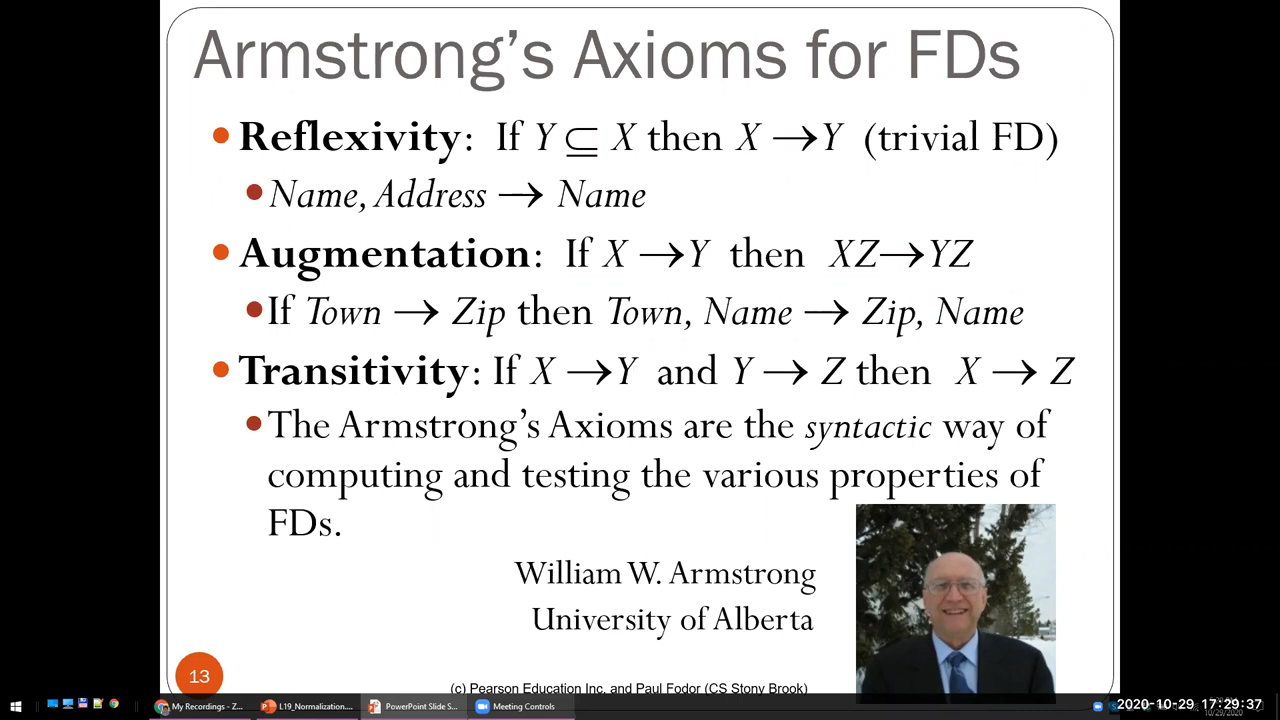 Armstrong's Axioms for FDs
• Reflexivity: If Y ⊆ X then X → Y (trivial FD)
• Name, Address → Name
• Augmentation: If X → Y then XZ → YZ
• If Town → Zip then Town, Name → Zip, Name
• Transitivity: If X → Y and Y → Z then X → Z
• The Armstrong's Axioms are the syntactic way of
computing and testing the various properties of
FDs.
William W. Armstrong
University of Alberta
13
(c) Pearson Education Inc. and Paul Fodor (CS Stony Brook)
My Recordings - Z...
L19_Normalization....
PowerPoint Slide S...
Meeting Controls
2020-10-29 17:29:37